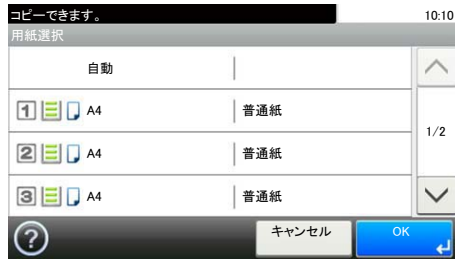 コピーできます。 10:10
用紙選択
自動
1 A4 普通紙
1/2
2 A4 普通紙
3 A4 普通紙
? キャンセル OK